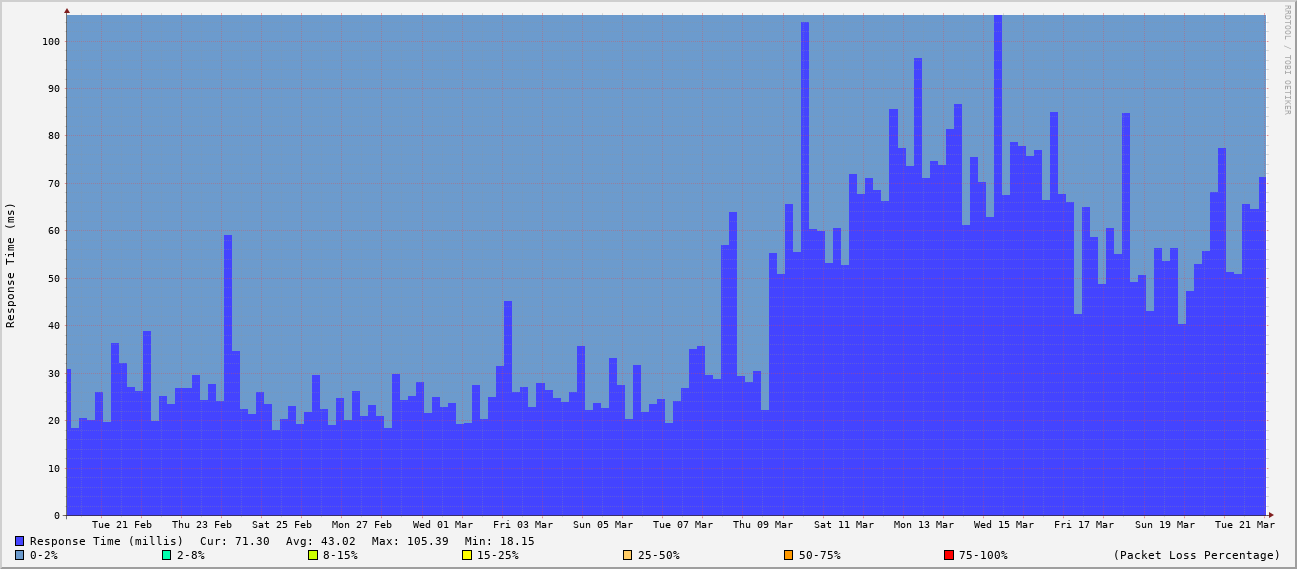 RRDTOOL / TOBI OETIKER
Response Time (ms)
100
90
80
70
60
50
40
30
20
10
0
Tue 21 Feb Thu 23 Feb Sat 25 Feb Mon 27 Feb Wed 01 Mar Fri 03 Mar Sun 05 Mar Tue 07 Mar Thu 09 Mar Sat 11 Mar Mon 13 Mar Wed 15 Mar Fri 17 Mar Sun 19 Mar Tue 21 Mar
Response Time (millis) Cur: 71.30 Avg: 43.02 Max: 105.39 Min: 18.15
0-2% 2-8% 8-15% 15-25% 25-50% 50-75% 75-100% (Packet Loss Percentage)